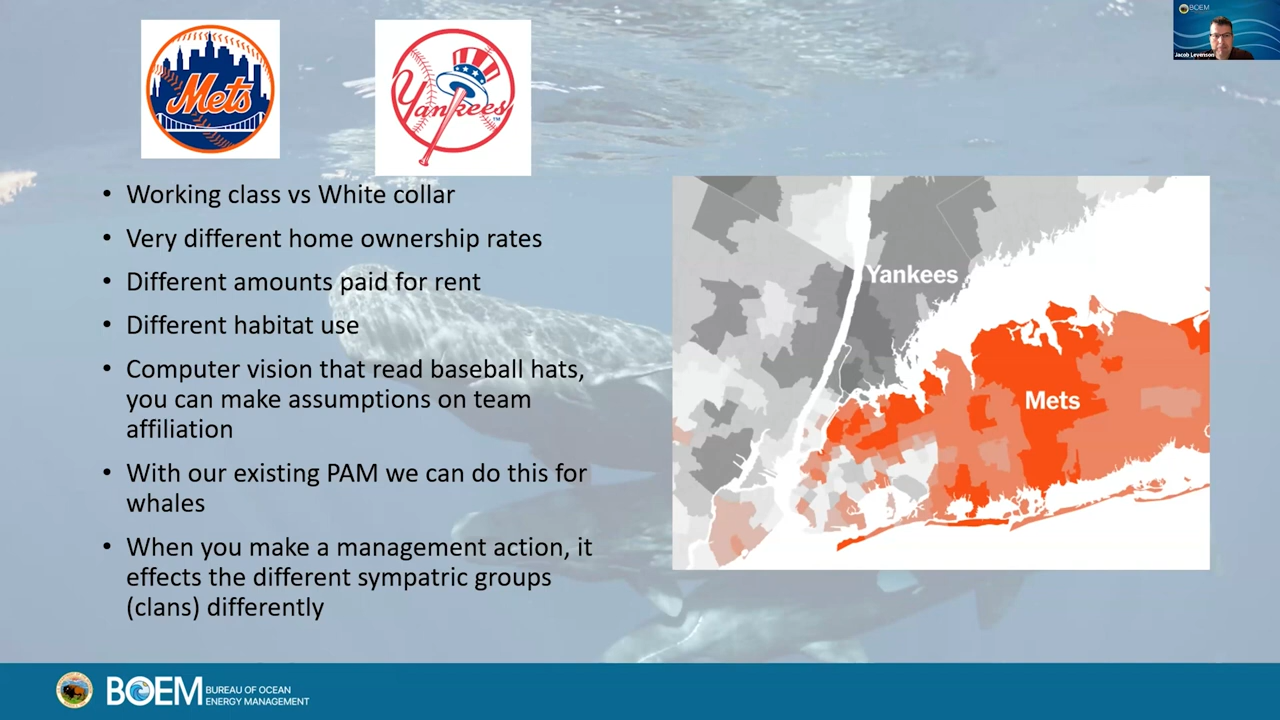 Mets
Yankees
TM
BOEM
Jacob Levenson
• Working class vs White collar
• Very different home ownership rates
• Different amounts paid for rent
• Different habitat use
• Computer vision that read baseball hats,
you can make assumptions on team
affiliation
• With our existing PAM we can do this for
whales
• When you make a management action, it
effects the different sympatric groups
(clans) differently
Yankees
Mets
BOEM
BUREAU OF OCEAN
ENERGY MANAGEMENT